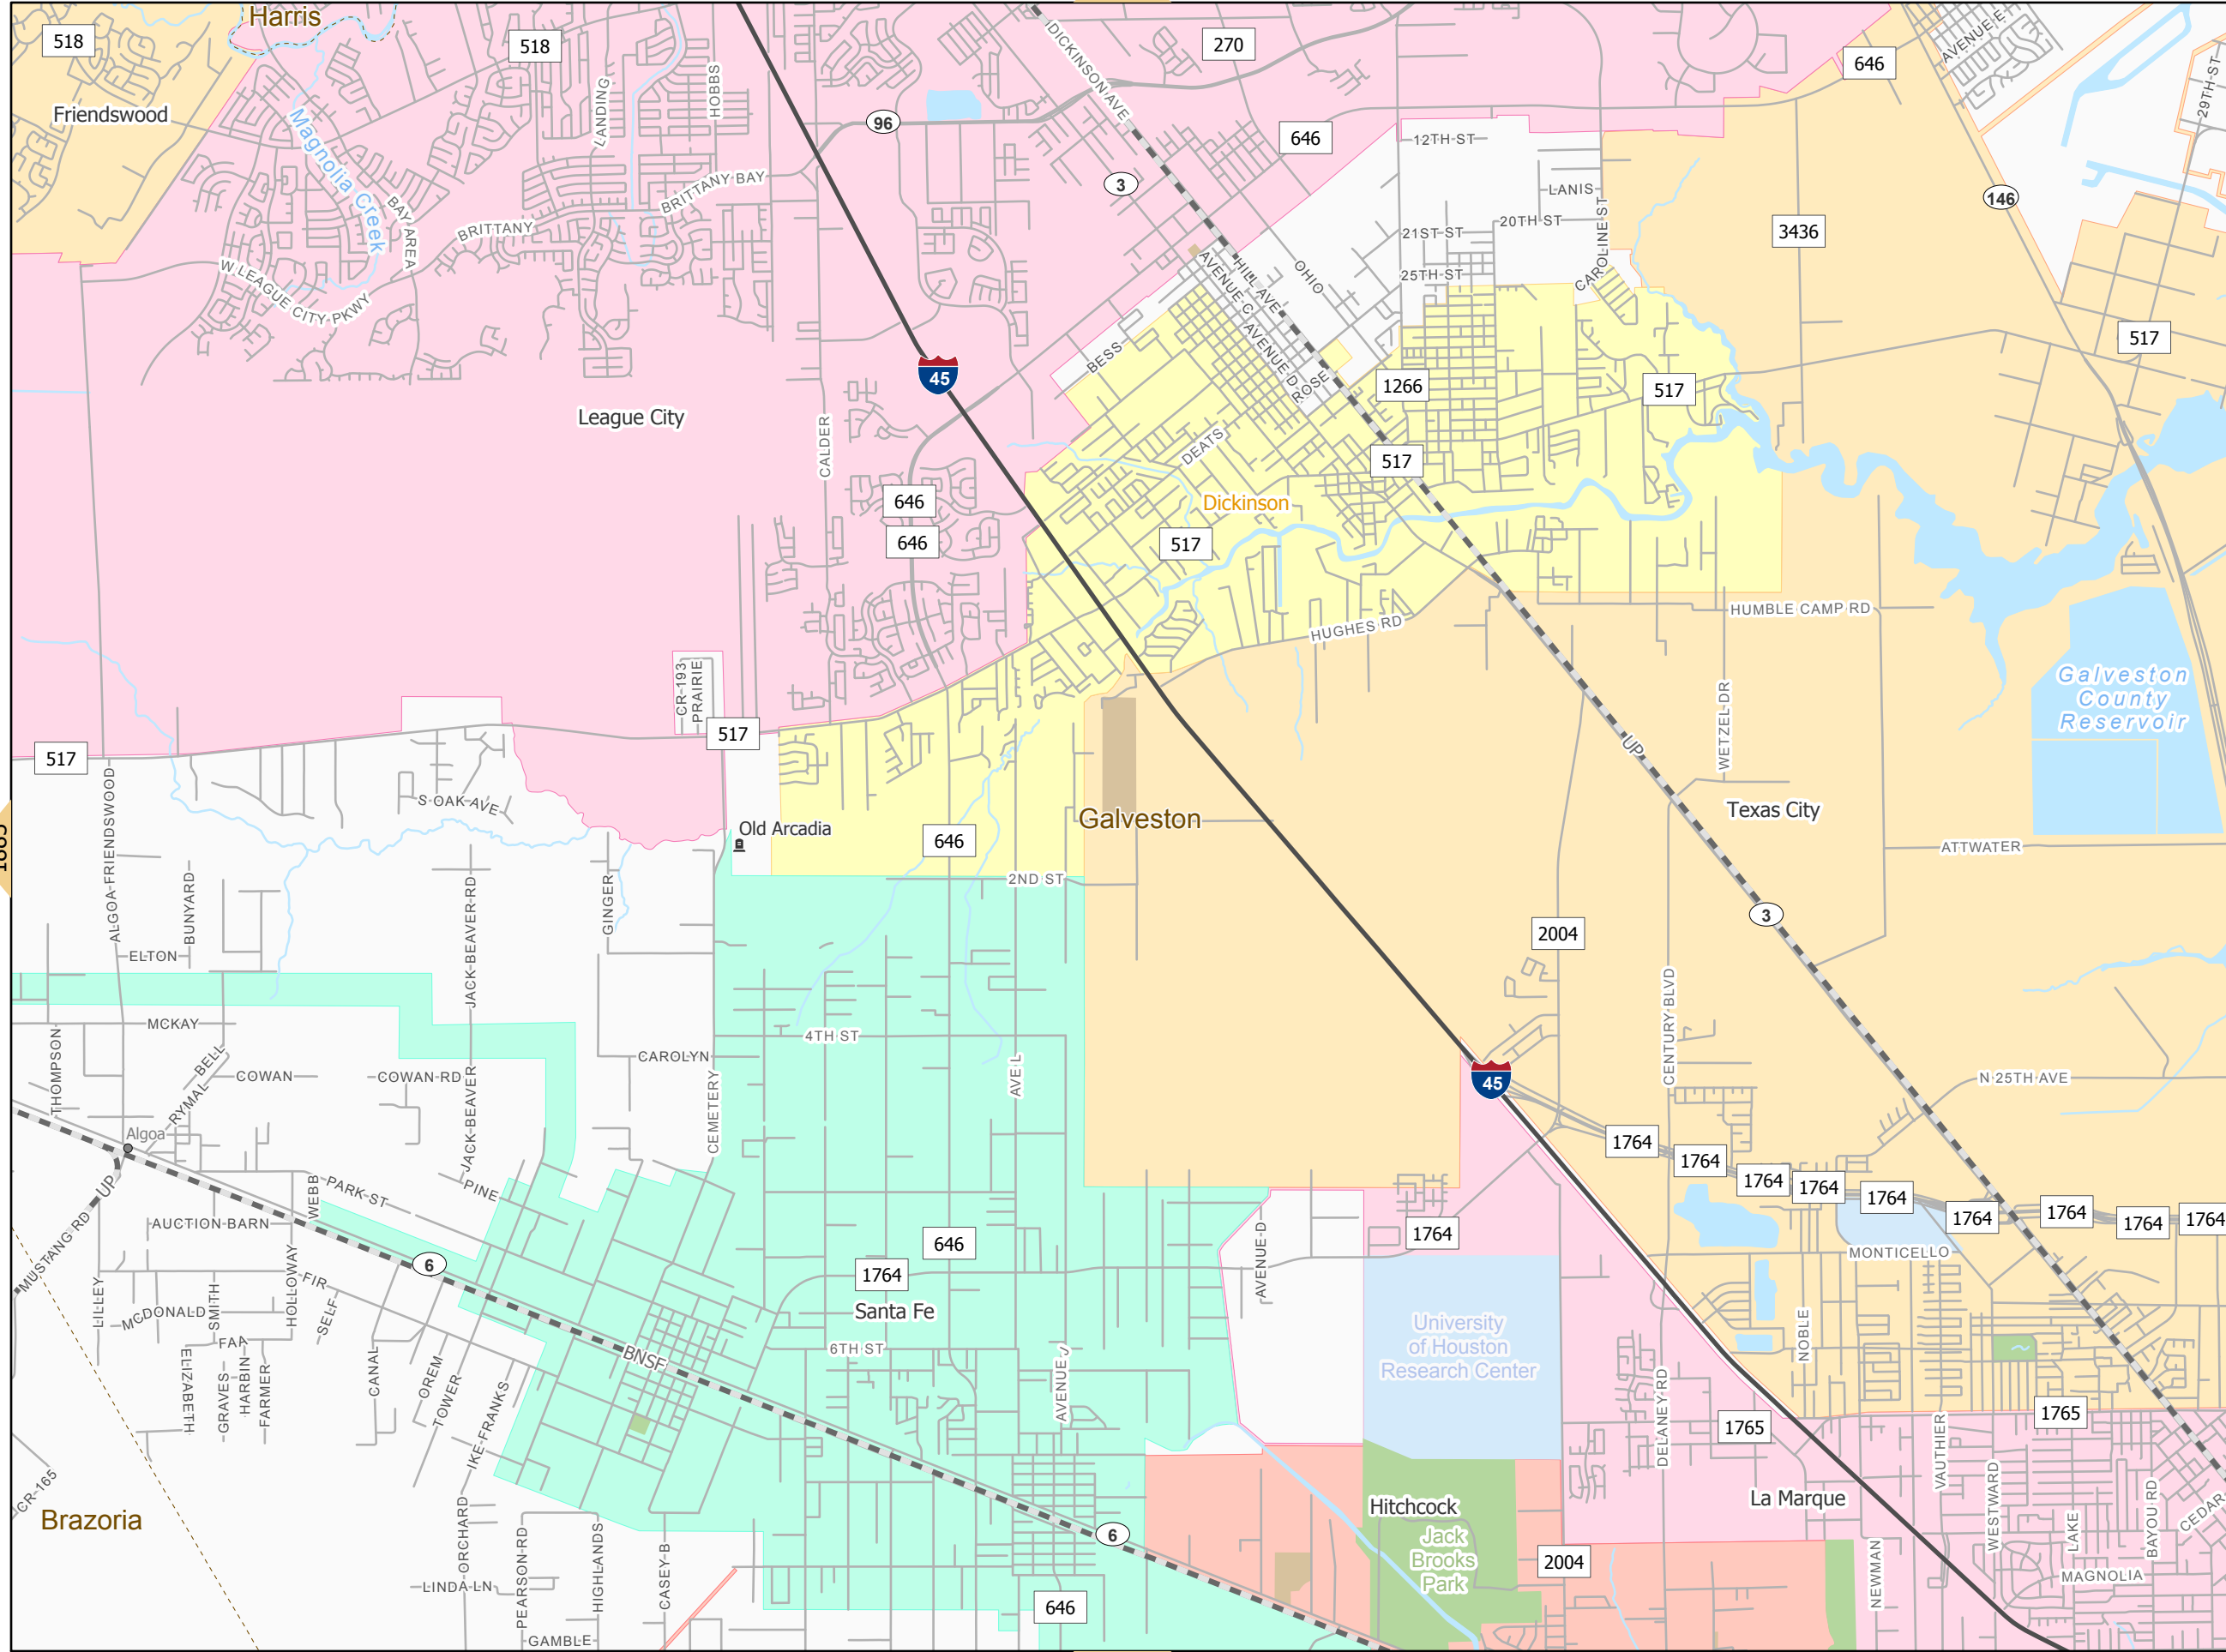 Harris
518
518
270
646
AVENUE E
29TH-ST
DICKINSON AVE
Friendswood
LANDING
HOBBS
96
646
12TH-ST
Magnolia Creek
BAY AREA
BRITTANY
BRITTANY BAY
3
LANIS
20TH ST
21ST ST
CAROLINE ST
146
3436
W LEAGUE CITY PKWY
25TH ST
OHIO
HILL AVE
AVENUE C
AVENUE D
ROSE
BESS
45
1266
517
517
League City
CALDER
DEATS
517
646
646
Dickinson
517
HUMBLE CAMP RD
HUGHES RD
CR-193
PRAIRIE
WETZEL DR
Galveston
County
Reservoir
517
517
UP
ALGOA-FRIENDSWOOD
S OAK AVE
Old Arcadia
646
Galveston
Texas City
ATTWATER
2ND ST
BUNYARD
JACK-BEAVER-RD
GINGER
ELTON
3
2004
MCKAY
THOMPSON
BELL
RYMAL
COWAN
COWAN RD
CAROLYN
4TH ST
AVE L
CENTURY BLVD
N 25TH AVE
45
Algoa
JACK-BEAVER
CEMETERY
1764
1764
1764
1764
1764
1764
1764
1764
1764
UP
MUSTANG RD
WEBB
PARK ST
PINE
AUCTION BARN
AVENUE-D
1764
646
MONTICELLO
6
1764
LILLEY
FIR
HOLLOWAY
SMITH
MCDONALD
SELF
Santa Fe
University
of Houston
Research Center
NOBLE
FAA
6TH ST
BNSF
AVENUE J
ELIZABETH
GRAVES
HARBIN
FARMER
CANAL
OREM
TOWER
IKE-FRANKS
DELANEY RD
1765
1765
VAUTHIER
CR-165
Brazoria
ORCHARD
PEARSON-RD
HIGHLANDS
CASEY-B
6
Hitchcock
Jack
Brooks
Park
La Marque
WESTWARD
LAKE
BAYOU RD
CEDAR
2004
NEWMAN
MAGNOLIA
LINDA-LN
646
GAMBLE